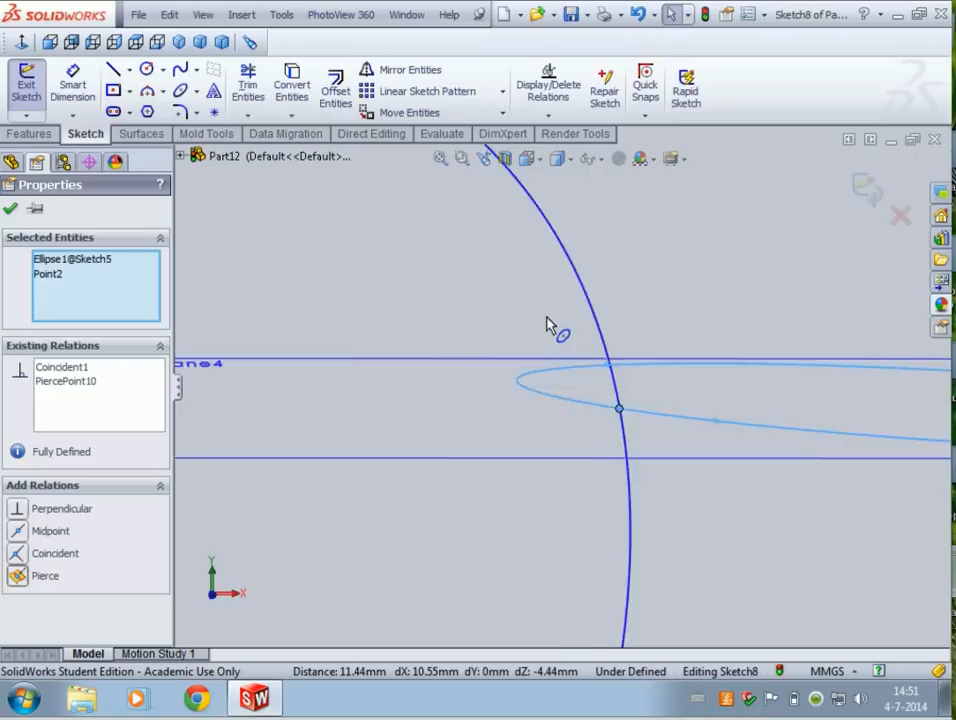 SOLIDWORKS File Edit View Insert Tools PhotoView 360 Window Help Sketch8 of Pa... ?
Exit Sketch Smart Dimension Trim Entities Convert Entities Offset Entities Mirror Entities Linear Sketch Pattern Move Entities Display/Delete Relations Repair Sketch Quick Snaps Rapid Sketch
Features Sketch Surfaces Mold Tools Data Migration Direct Editing Evaluate DimXpert Render Tools
Part12 (Default<<Default>...
Properties ?
Selected Entities
Ellipse1@Sketch5
Point2
Existing Relations
Coincident1
PiercePoint10
Fully Defined
Add Relations
Perpendicular
Midpoint
Coincident
Pierce
ane4
Y
X
Model Motion Study 1
SolidWorks Student Edition - Academic Use Only Distance: 11.44mm dX: 10.55mm dY: 0mm dZ: -4.44mm Under Defined Editing Sketch8 MMGS ?
14:51
4-7-2014